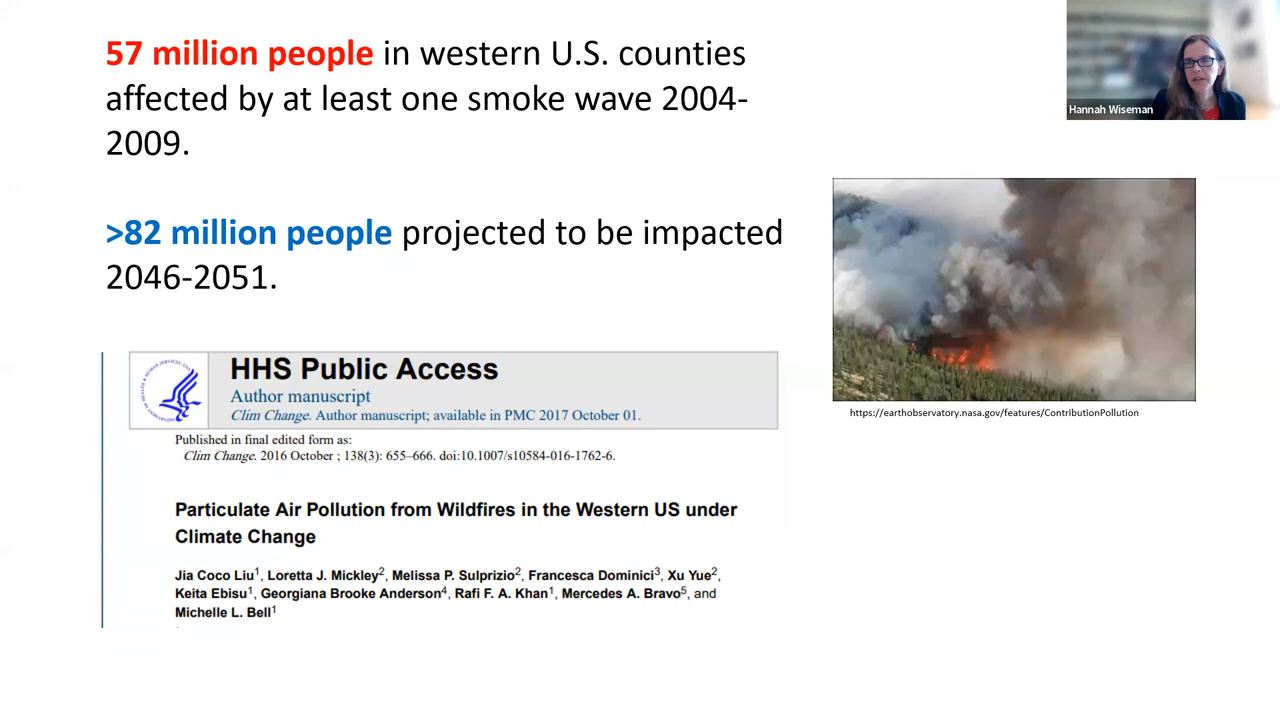 57 million people in western U.S. counties
affected by at least one smoke wave 2004-
2009.
>82 million people projected to be impacted
2046-2051.
Hannah Wiseman
https://earthobservatory.nasa.gov/features/ContributionPollution
HHS Public Access
Author manuscript
Clim Change. Author manuscript; available in PMC 2017 October 01.
Published in final edited form as:
Clim Change. 2016 October ; 138(3): 655–666. doi:10.1007/s10584-016-1762-6.
Particulate Air Pollution from Wildfires in the Western US under
Climate Change
Jia Coco Liu1, Loretta J. Mickley2, Melissa P. Sulprizio2, Francesca Dominici3, Xu Yue2,
Keita Ebisu1, Georgiana Brooke Anderson4, Rafi F. A. Khan1, Mercedes A. Bravo5, and
Michelle L. Bell1